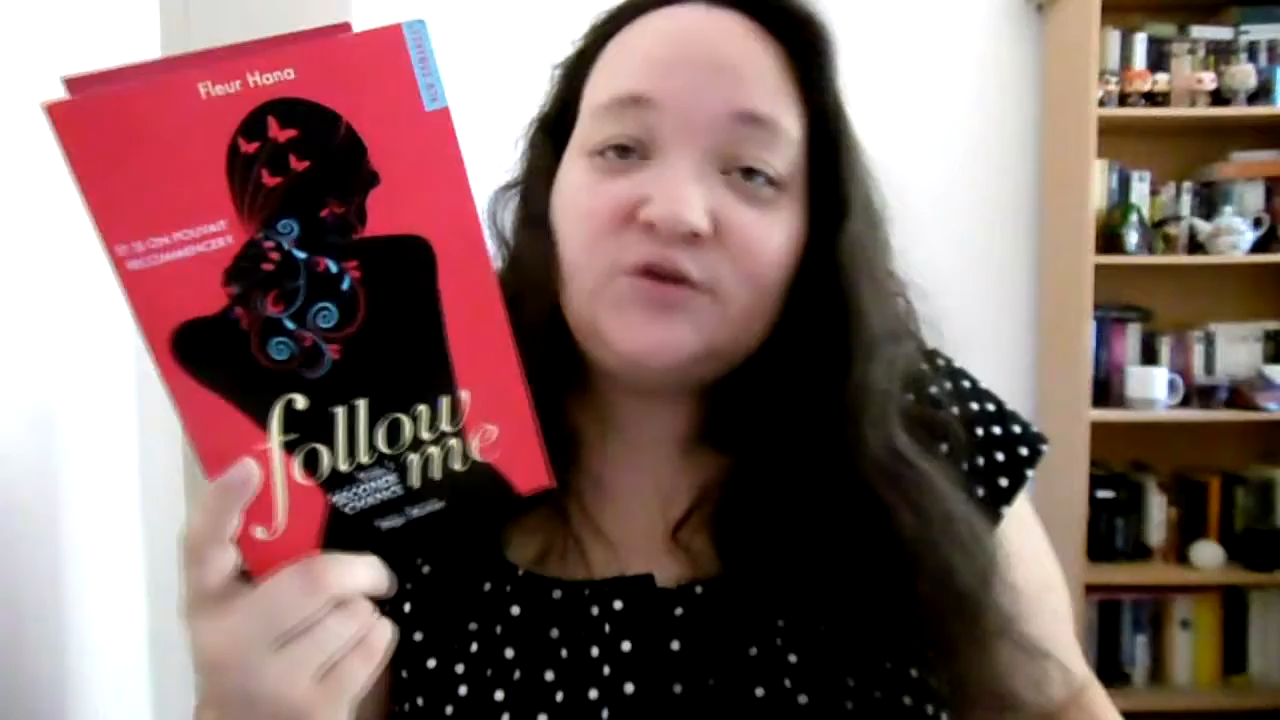 Fleur Hana
ET SI ON POUVAIT
RECOMMENCER ?
follow
me
SECONDE
CHANCE